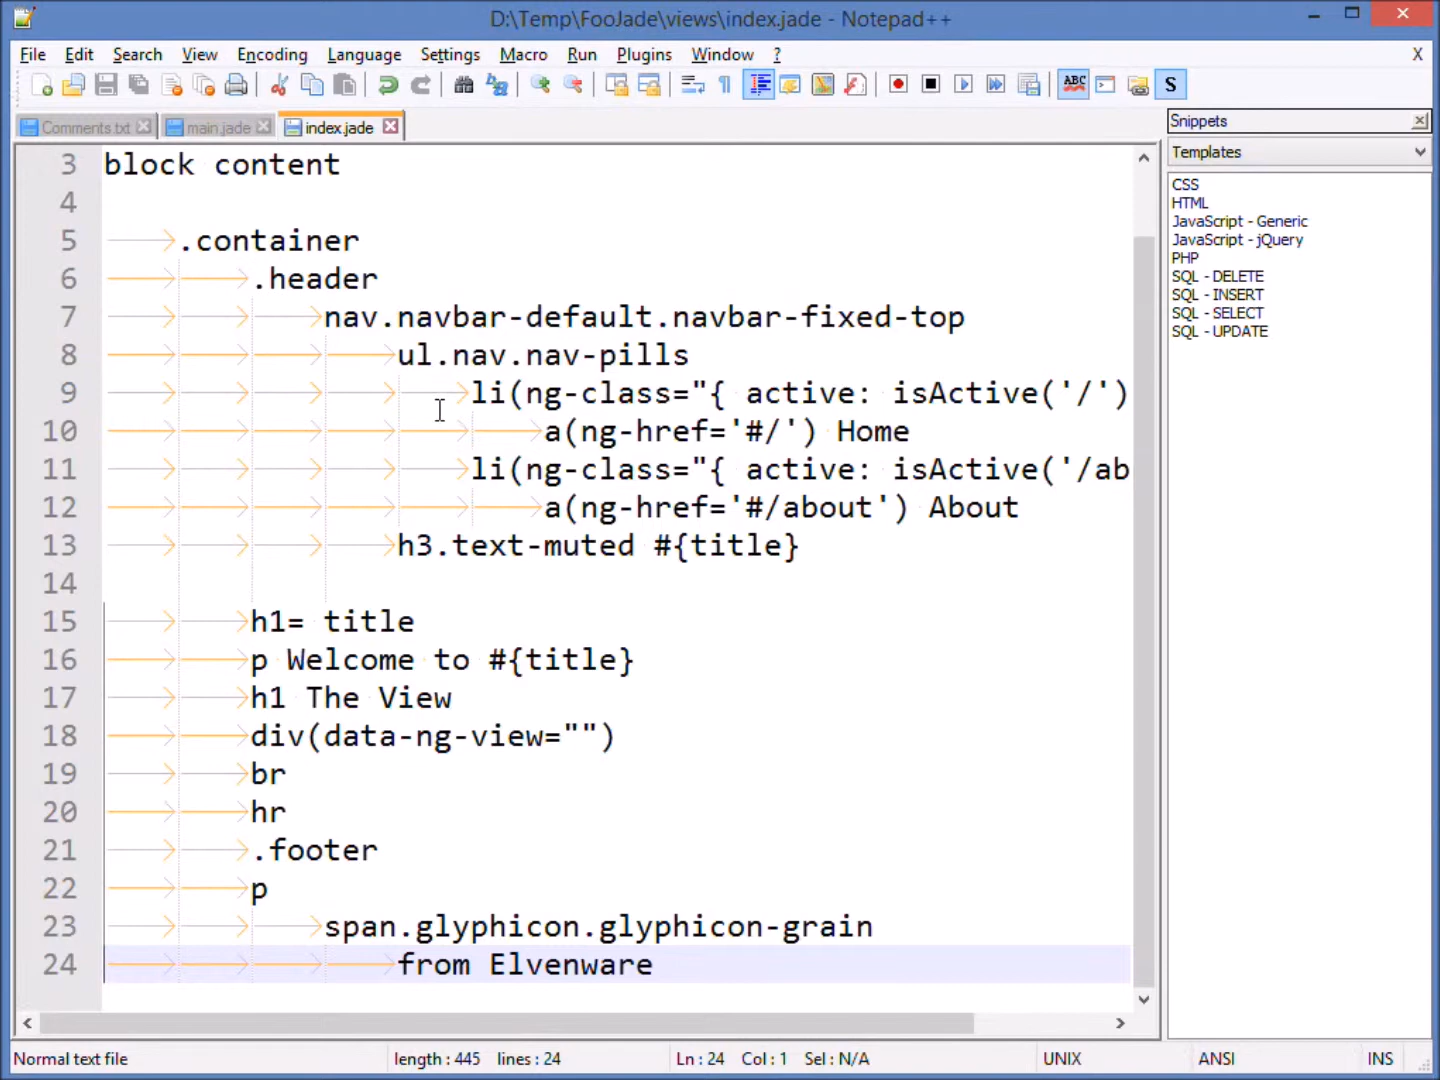 D:\Temp\FooJade\views\index.jade - Notepad++
File Edit Search View Encoding Language Settings Macro Run Plugins Window ? X
ABC S
Comments.txt main.jade index.jade
3 block content
4
5 .container
6 .header
7 nav.navbar-default.navbar-fixed-top
8 ul.nav.nav-pills
9 li(ng-class="{ active: isActive('/')
10 a(ng-href='#/') Home
11 li(ng-class="{ active: isActive('/ab
12 a(ng-href='#/about') About
13 h3.text-muted #{title}
14
15 h1= title
16 p Welcome to #{title}
17 h1 The View
18 div(data-ng-view="")
19 br
20 hr
21 .footer
22 p
23 span.glyphicon.glyphicon-grain
24 from Elvenware
Snippets
Templates
CSS
HTML
JavaScript - Generic
JavaScript - jQuery
PHP
SQL - DELETE
SQL - INSERT
SQL - SELECT
SQL - UPDATE
Normal text file length : 445 lines : 24 Ln : 24 Col : 1 Sel : N/A UNIX ANSI INS